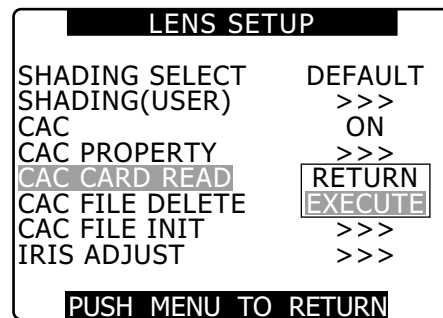 LENS SETUP
SHADING SELECT DEFAULT
SHADING(USER) >>>
CAC ON
CAC PROPERTY >>>
CAC CARD READ RETURN
CAC FILE DELETE EXECUTE
CAC FILE INIT >>>
IRIS ADJUST >>>
PUSH MENU TO RETURN